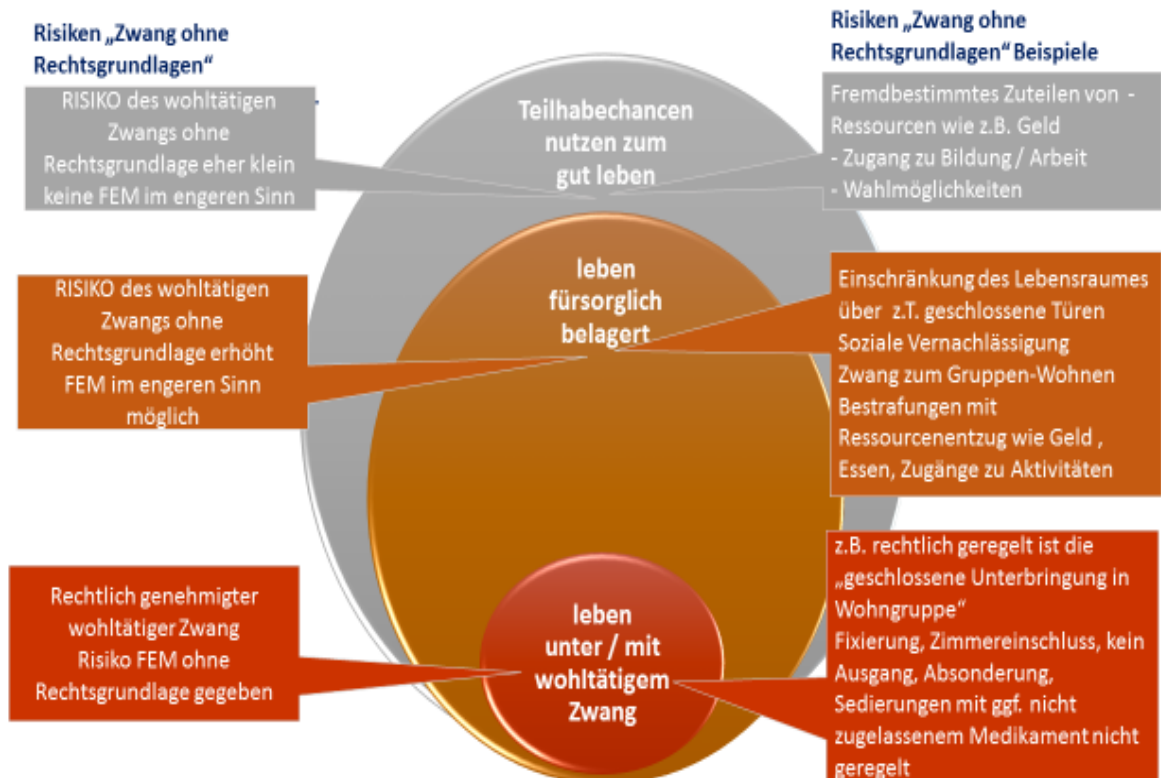 Risiken „Zwang ohne
Rechtsgrundlagen“
RISIKO des wohltätigen
Zwangs ohne
Rechtsgrundlage eher klein
keine FEM im engeren Sinn
RISIKO des wohltätigen
Zwangs ohne
Rechtsgrundlage erhöht
FEM im engeren Sinn
möglich
Rechtlich genehmigter
wohltätiger Zwang
Risiko FEM ohne
Rechtsgrundlage gegeben
Teilhabechancen
nutzen zum
gut leben
leben
fürsorglich
belagert
leben
unter / mit
wohltätigem
Zwang
Risiken „Zwang ohne
Rechtsgrundlagen“ Beispiele
Fremdbestimmtes Zuteilen von -
Ressourcen wie z.B. Geld
- Zugang zu Bildung / Arbeit
- Wahlmöglichkeiten
Einschränkung des Lebensraumes
über z.T. geschlossene Türen
Soziale Vernachlässigung
Zwang zum Gruppen-Wohnen
Bestrafungen mit
Ressourcenentzug wie Geld ,
Essen, Zugänge zu Aktivitäten
z.B. rechtlich geregelt ist die
„geschlossene Unterbringung in
Wohngruppe“
Fixierung, Zimmereinschluss, kein
Ausgang, Absonderung,
Sedierungen mit ggf. nicht
zugelassenem Medikament nicht
geregelt